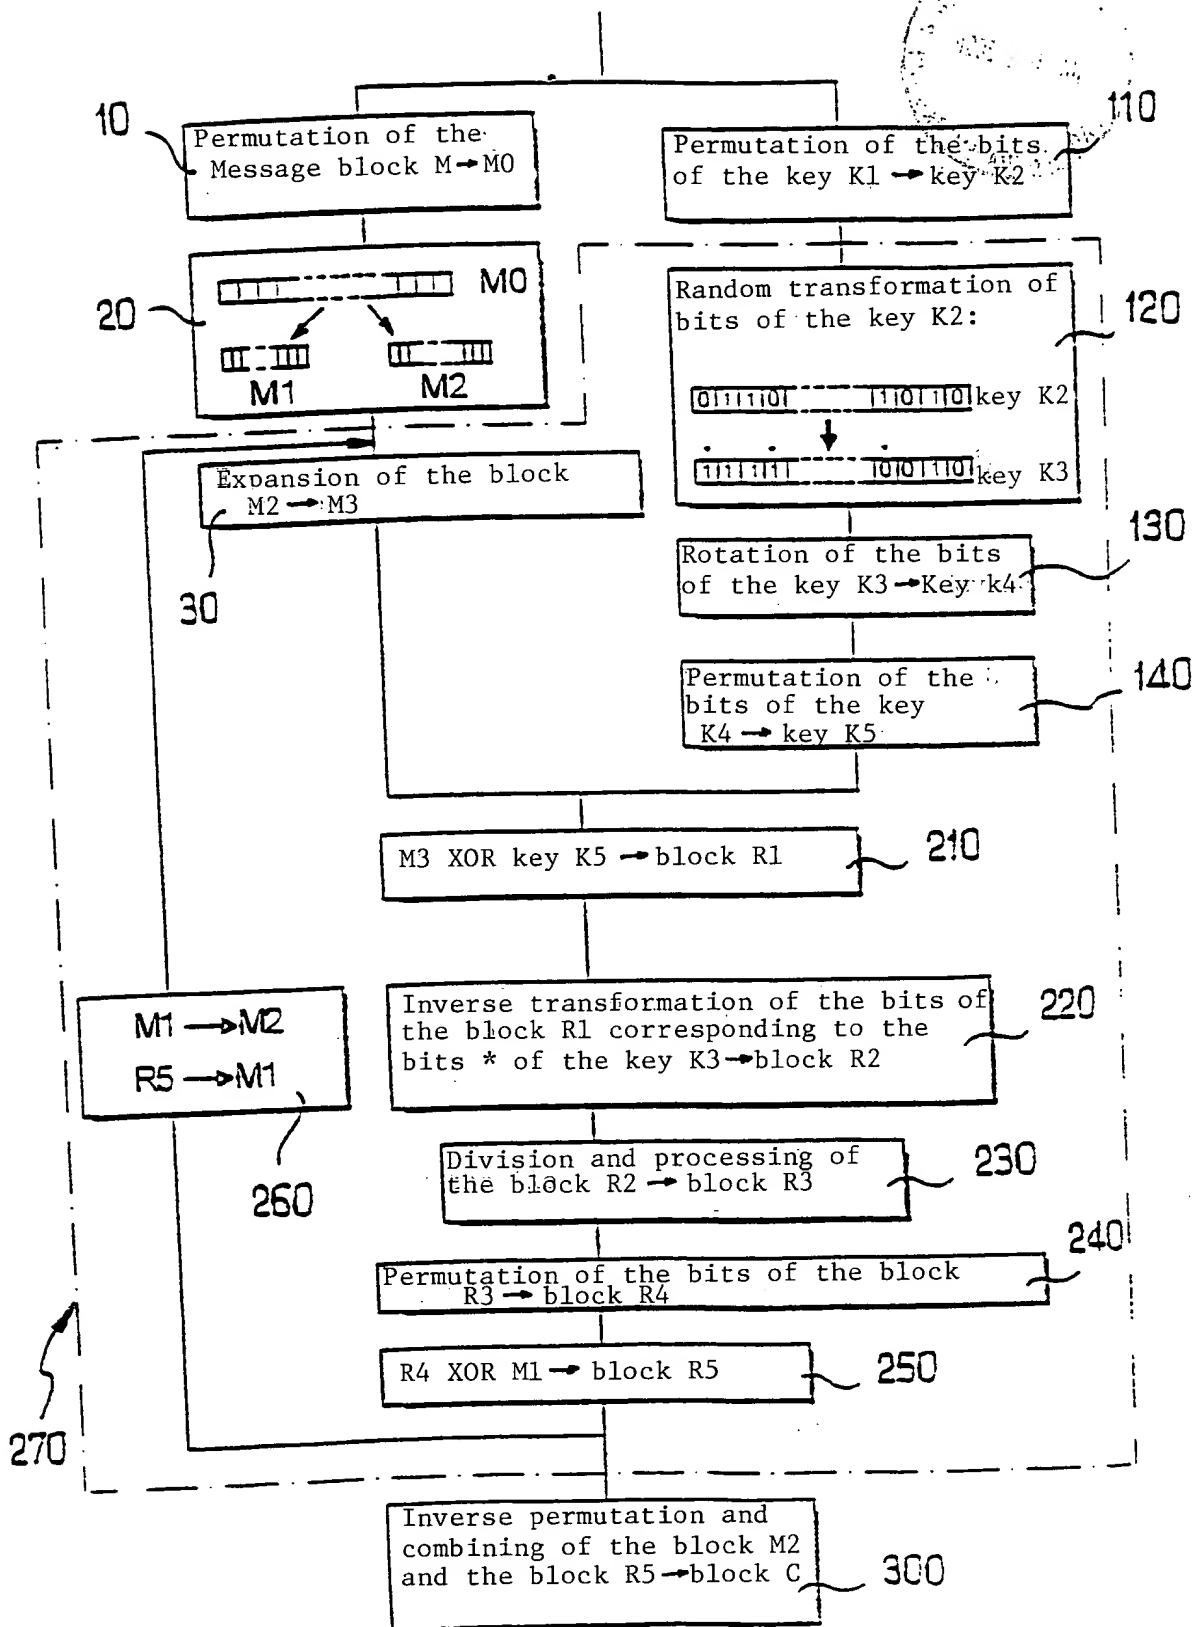 10
Permutation of the
Message block M→M0
110
Permutation of the bits
of the key K1→key K2
20
M0
M1
M2
120
Random transformation of
bits of the key K2:
01110 10110 key K2
11111 00110 key K3
Expansion of the block
M2→M3
30
130
Rotation of the bits
of the key K3→Key k4
140
Permutation of the
bits of the key
K4→key K5
M3 XOR key K5→block R1
210
M1→M2
R5→M1
260
Inverse transformation of the bits of
the block R1 corresponding to the
bits * of the key K3→block R2
220
Division and processing of
the block R2→block R3
230
Permutation of the bits of the block
R3→block R4
240
R4 XOR M1→block R5
250
270
Inverse permutation and
combining of the block M2
and the block R5→block C
300